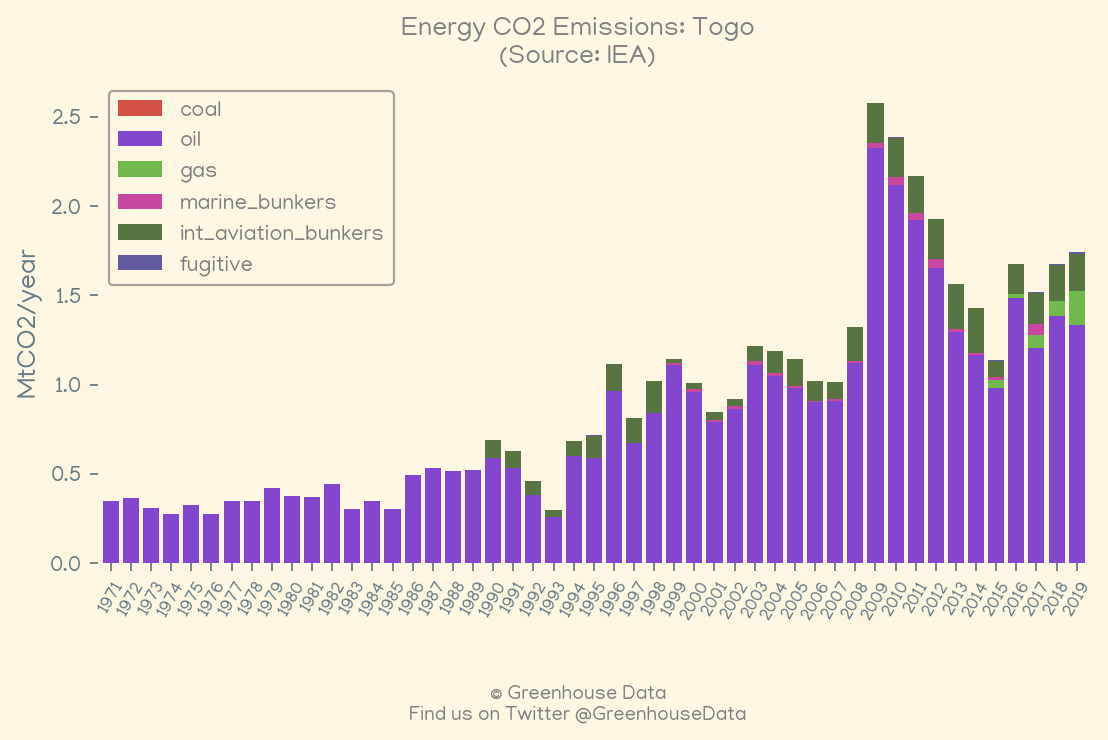 Energy CO2 Emissions: Togo
(Source: IEA)
coal
oil
gas
marine_bunkers
int_aviation_bunkers
fugitive
MtCO2/year
2.5
2.0
1.5
1.0
0.5
0.0
1971 1972 1973 1974 1975 1976 1977 1978 1979 1980 1981 1982 1983 1984 1985 1986 1987 1988 1989 1990 1991 1992 1993 1994 1995 1996 1997 1998 1999 2000 2001 2002 2003 2004 2005 2006 2007 2008 2009 2010 2011 2012 2013 2014 2015 2016 2017 2018 2019
© Greenhouse Data
Find us on Twitter @GreenhouseData